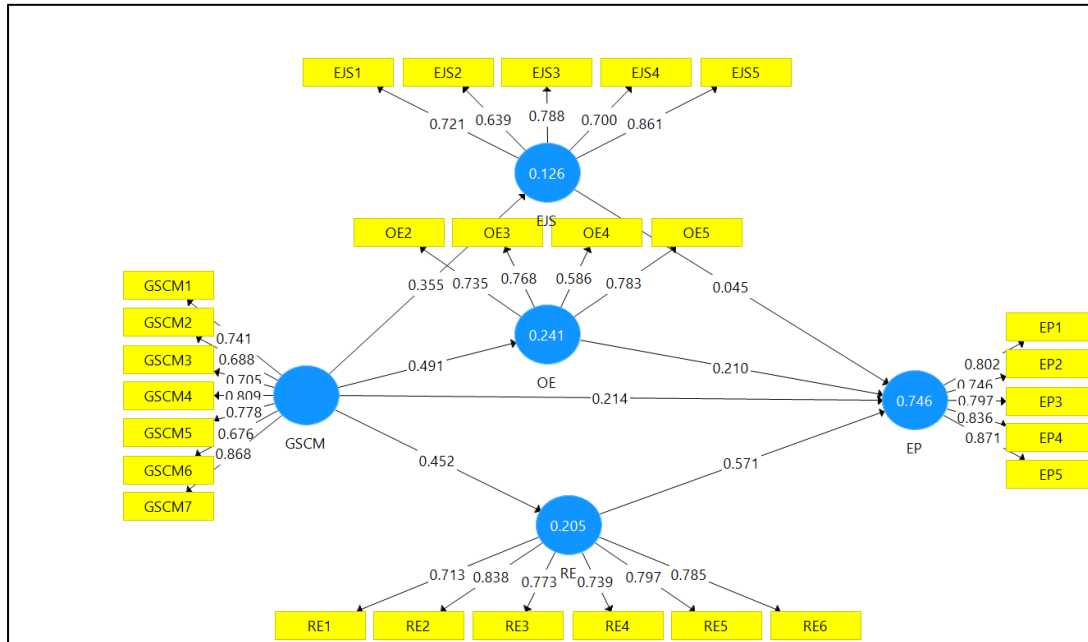 EJS1 EJS2 EJS3 EJS4 EJS5
0.721 0.639 0.788 0.700 0.861
0.126
EJS
OE2 OE3 OE4 OE5
0.735 0.768 0.586 0.783
0.355
0.045
0.241
OE
0.491
0.210
GSCM1
GSCM2
GSCM3
GSCM4
GSCM5
GSCM6
GSCM7
0.741
0.688
0.705
0.809
0.778
0.676
0.868
GSCM
0.214
0.746
EP
0.802
0.746
0.797
0.836
0.871
EP1
EP2
EP3
EP4
EP5
0.452
0.571
0.205
RE
0.713 0.838 0.773 0.739 0.797 0.785
RE1 RE2 RE3 RE4 RE5 RE6